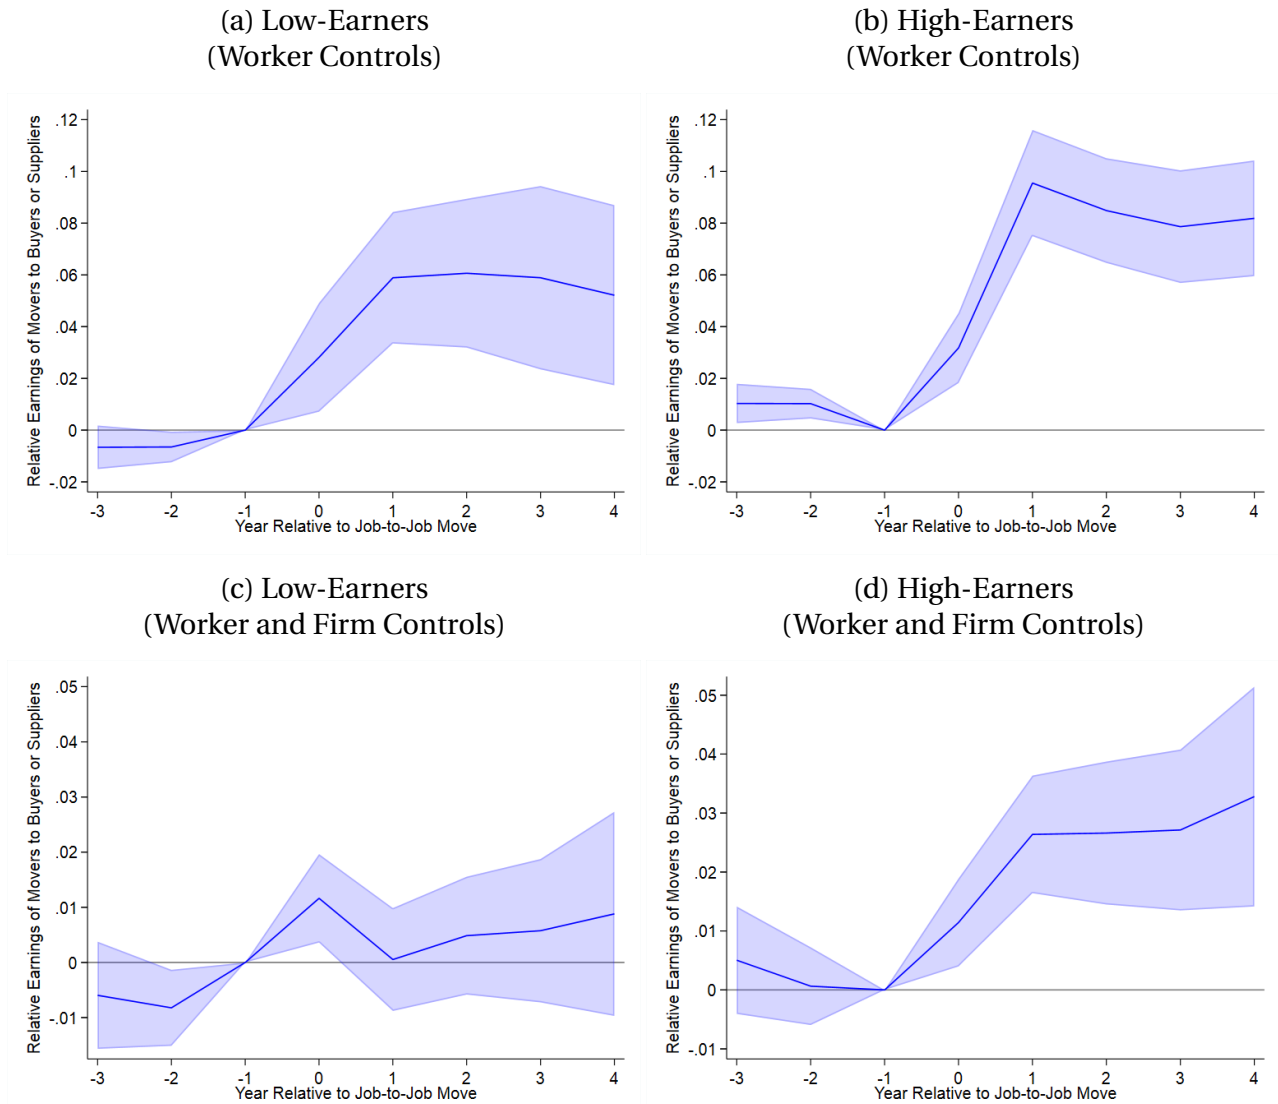 (a) Low-Earners
(Worker Controls)
Relative Earnings of Movers to Buyers or Suppliers
.12
.1
.08
.06
.04
.02
0
-.02
-3 -2 -1 0 1 2 3 4
Year Relative to Job-to-Job Move
(b) High-Earners
(Worker Controls)
Relative Earnings of Movers to Buyers or Suppliers
.12
.1
.08
.06
.04
.02
0
-.02
-3 -2 -1 0 1 2 3 4
Year Relative to Job-to-Job Move
(c) Low-Earners
(Worker and Firm Controls)
Relative Earnings of Movers to Buyers or Suppliers
.05
.04
.03
.02
.01
0
-.01
-3 -2 -1 0 1 2 3 4
Year Relative to Job-to-Job Move
(d) High-Earners
(Worker and Firm Controls)
Relative Earnings of Movers to Buyers or Suppliers
.05
.04
.03
.02
.01
0
-.01
-3 -2 -1 0 1 2 3 4
Year Relative to Job-to-Job Move